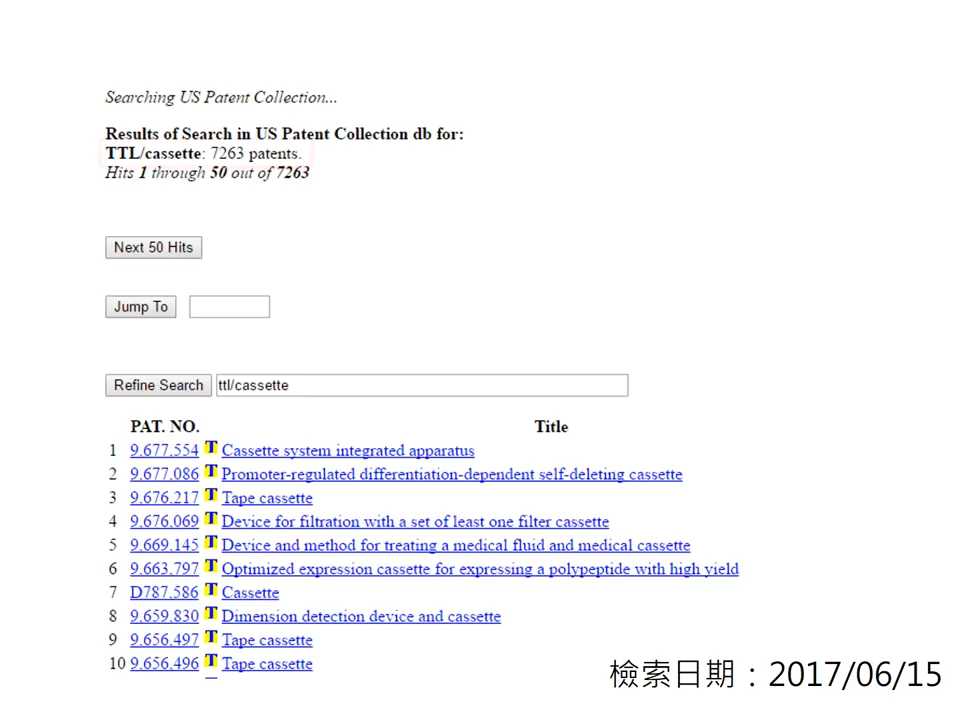 Searching US Patent Collection...
Results of Search in US Patent Collection db for:
TTL/cassette: 7263 patents.
Hits 1 through 50 out of 7263
Next 50 Hits
Jump To
Refine Search ttl/cassette
PAT. NO. Title
1 9,677,554 T Cassette system integrated apparatus
2 9,677,086 T Promoter-regulated differentiation-dependent self-deleting cassette
3 9,676,217 T Tape cassette
4 9,676,069 T Device for filtration with a set of least one filter cassette
5 9,669,145 T Device and method for treating a medical fluid and medical cassette
6 9,663,797 T Optimized expression cassette for expressing a polypeptide with high yield
7 D787,586 T Cassette
8 9,659,830 T Dimension detection device and cassette
9 9,656,497 T Tape cassette
10 9,656,496 T Tape cassette
檢索日期：2017/06/15